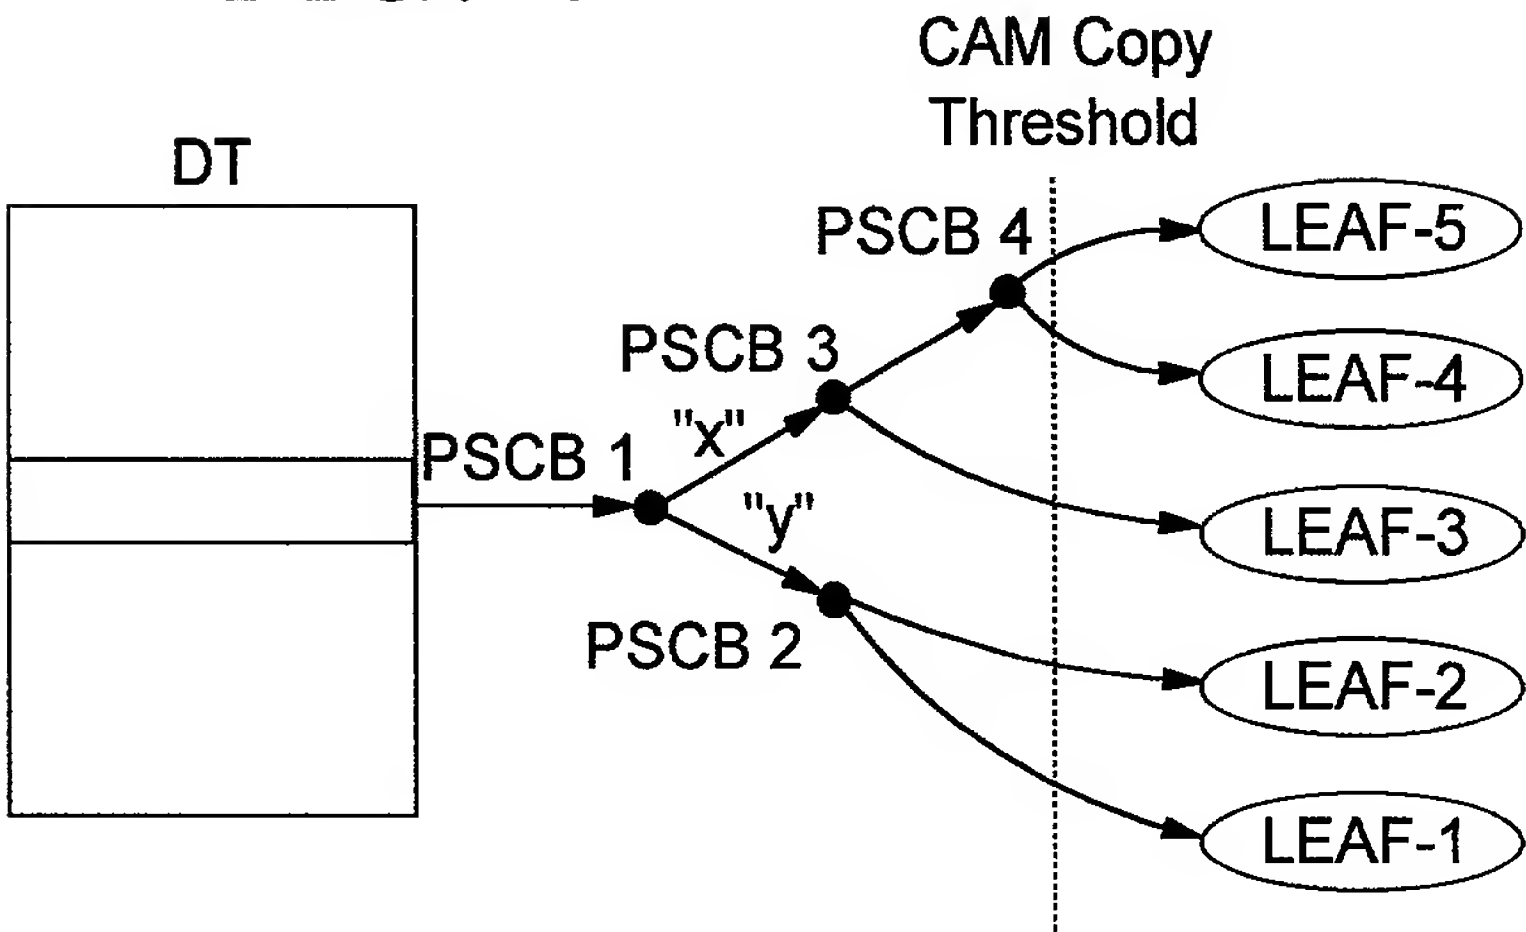 CAM Copy
Threshold
DT
PSCB 4
LEAF-5
PSCB 3
LEAF-4
"x"
PSCB 1
"y"
LEAF-3
PSCB 2
LEAF-2
LEAF-1